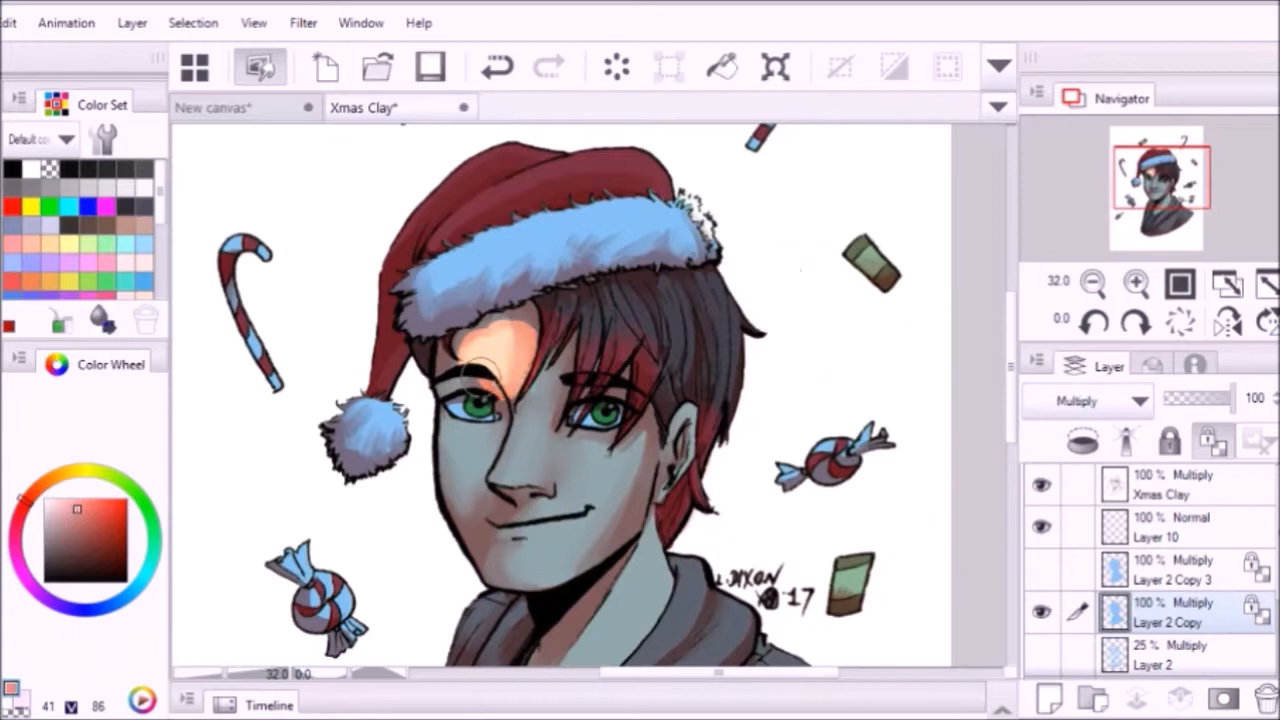 dit Animation Layer Selection View Filter Window Help
Color Set
New canvas*
Xmas Clay*
Navigator
Default co
32.0
0.0
Color Wheel
Layer
Multiply
100
100 % Multiply
Xmas Clay
100 % Normal
Layer 10
100 % Multiply
Layer 2 Copy 3
100 % Multiply
Layer 2 Copy
25 % Multiply
Layer 2
L.DIXON
'17
32.0 0.0
41 V 86
Timeline